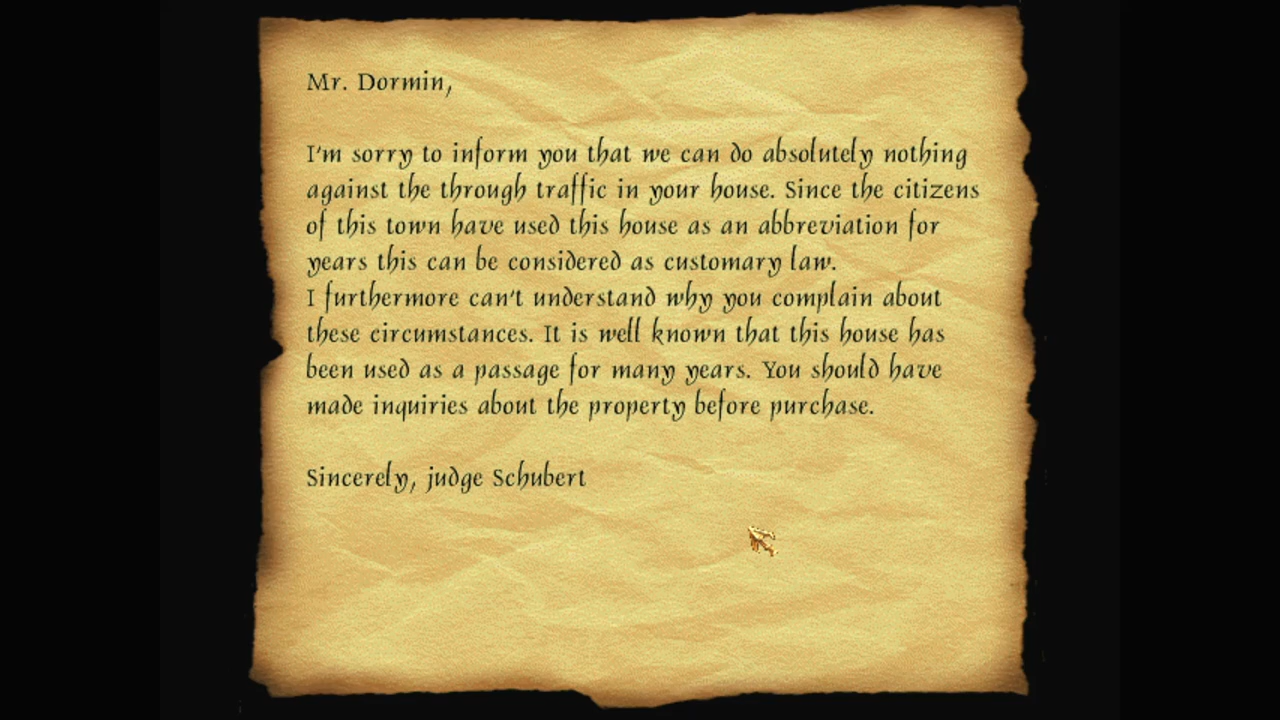 Mr. Dormin,
I'm sorry to inform you that we can do absolutely nothing
against the through traffic in your house. Since the citizens
of this town have used this house as an abbreviation for
years this can be considered as customary law.
I furthermore can't understand why you complain about
these circumstances. It is well known that this house has
been used as a passage for many years. You should have
made inquiries about the property before purchase.
Sincerely, judge Schubert